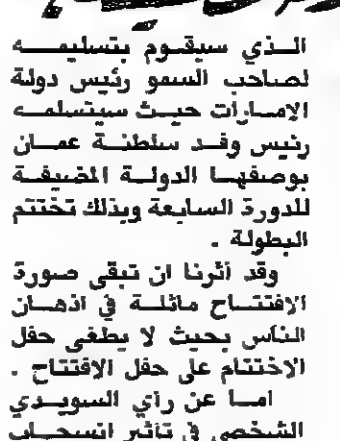 الذي سيقوم بتسليمه
لصاحب السمو رئيس دولة
الامارات حيث سيتسلمه
رئيس وفد سلطنة عمان
بوصفها الدولة المضيفة
للدورة السابعة وبذلك تختتم
البطولة .
وقد أثرنا ان تبقى صورة
الافتتاح ماثلة في اذهان
الناس بحيث لا يطغى حفل
الاختتام على حفل الافتتاح .
اما عن رأي السويدي
الشخصي في تأثير انسحاب